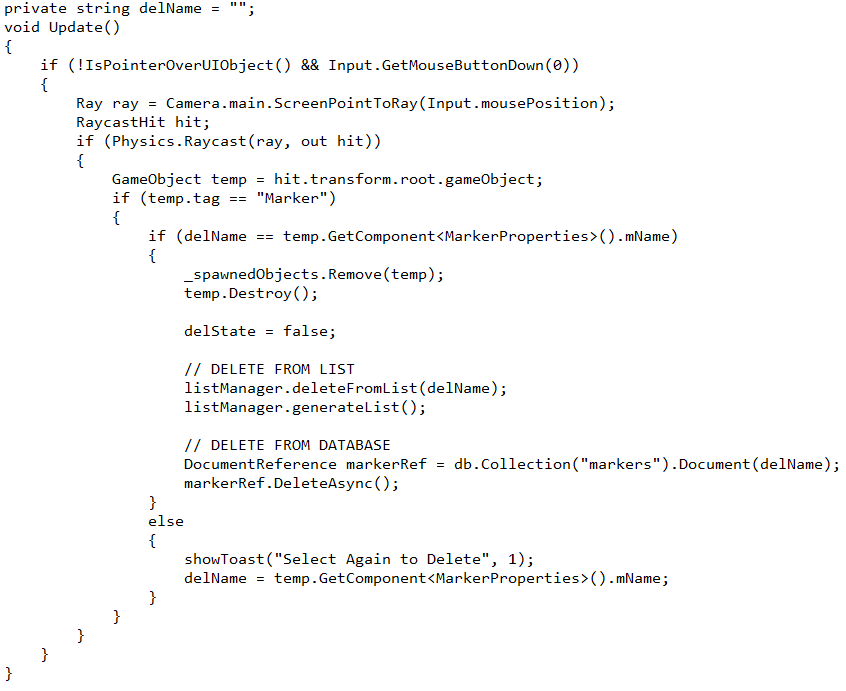 private string delName = "";
void Update()
{
    if (!IsPointerOverUIObject() && Input.GetMouseButtonDown(0))
    {
        Ray ray = Camera.main.ScreenPointToRay(Input.mousePosition);
        RaycastHit hit;
        if (Physics.Raycast(ray, out hit))
        {
            GameObject temp = hit.transform.root.gameObject;
            if (temp.tag == "Marker")
            {
                if (delName == temp.GetComponent<MarkerProperties>().mName)
                {
                    _spawnedObjects.Remove(temp);
                    temp.Destroy();

                    delState = false;

                    // DELETE FROM LIST
                    listManager.deleteFromList(delName);
                    listManager.generateList();

                    // DELETE FROM DATABASE
                    DocumentReference markerRef = db.Collection("markers").Document(delName);
                    markerRef.DeleteAsync();
                }
                else
                {
                    showToast("Select Again to Delete", 1);
                    delName = temp.GetComponent<MarkerProperties>().mName;
                }
            }
        }
    }
}